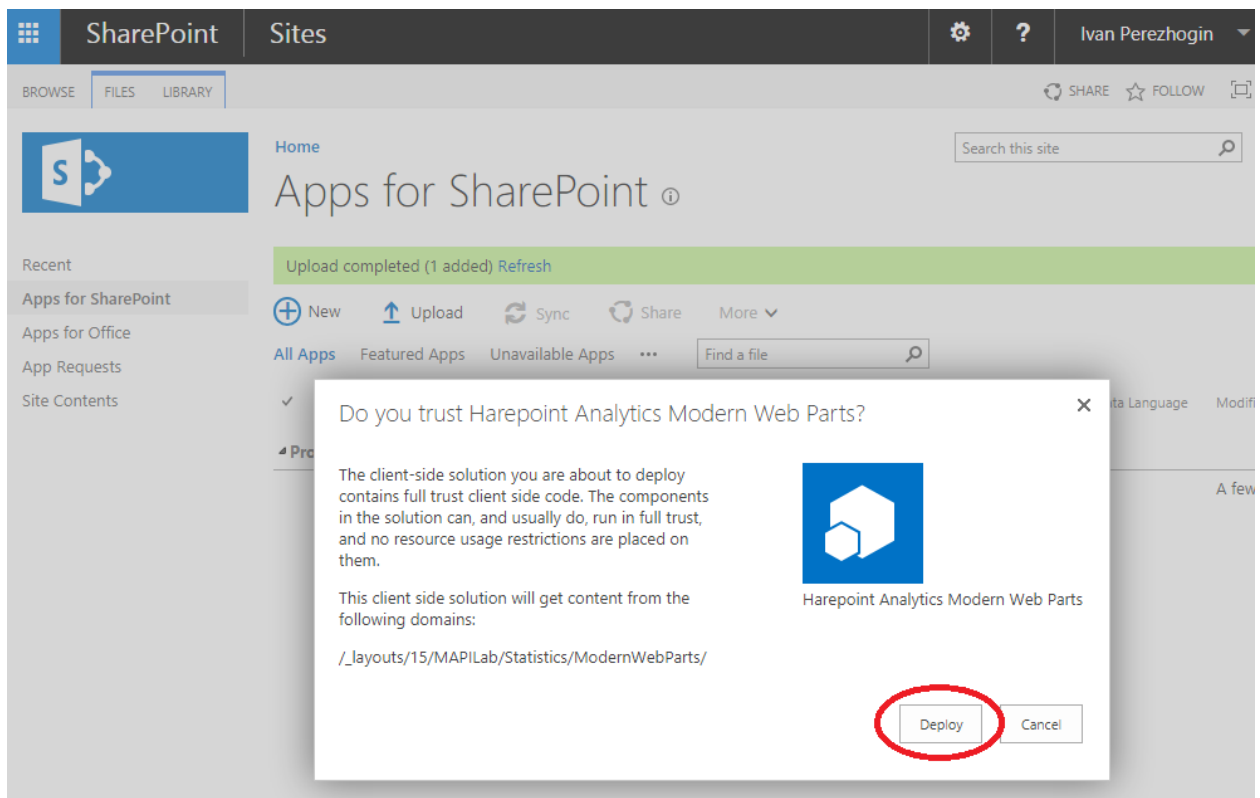 SharePoint Sites ? Ivan Perezhogin
BROWSE FILES LIBRARY SHARE FOLLOW
S
Home
Search this site
Apps for SharePoint
Recent
Apps for SharePoint
Apps for Office
App Requests
Site Contents
Upload completed (1 added) Refresh
New Upload Sync Share More
All Apps Featured Apps Unavailable Apps ••• Find a file
ta Language Modifi
Pro
A few
Do you trust Harepoint Analytics Modern Web Parts?
The client-side solution you are about to deploy
contains full trust client side code. The components
in the solution can, and usually do, run in full trust,
and no resource usage restrictions are placed on
them.
This client side solution will get content from the
following domains:
/_layouts/15/MAPILab/Statistics/ModernWebParts/
Harepoint Analytics Modern Web Parts
Deploy Cancel